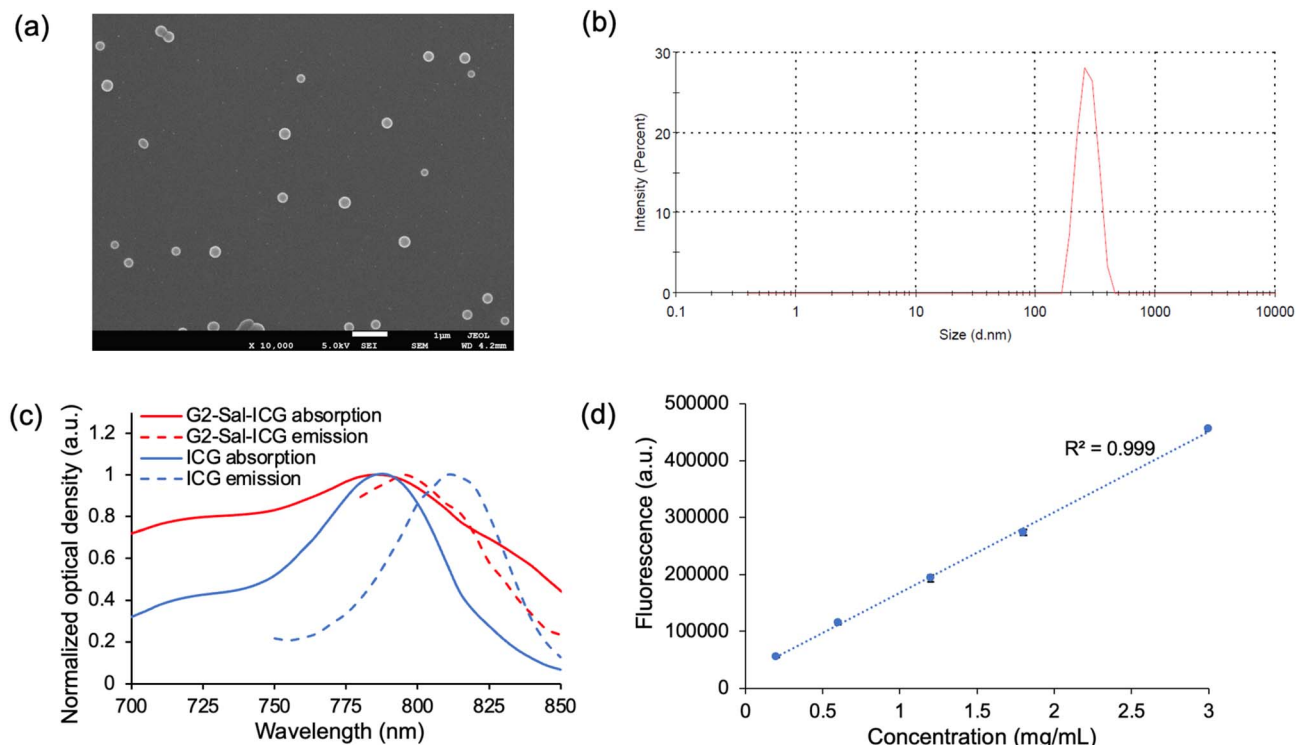 (a)
1μm JEOL
X 10,000 5.0kV SEI SEM WD 4.2mm
(b)
30
20
10
0
Intensity (Percent)
0.1 1 10 100 1000 10000
Size (d.nm)
(c)
G2-Sal-ICG absorption
G2-Sal-ICG emission
ICG absorption
ICG emission
1.2
1
0.8
0.6
0.4
0.2
0
Normalized optical density (a.u.)
700 725 750 775 800 825 850
Wavelength (nm)
(d)
500000
400000
300000
200000
100000
0
Fluorescence (a.u.)
R² = 0.999
0 0.5 1 1.5 2 2.5 3
Concentration (mg/mL)